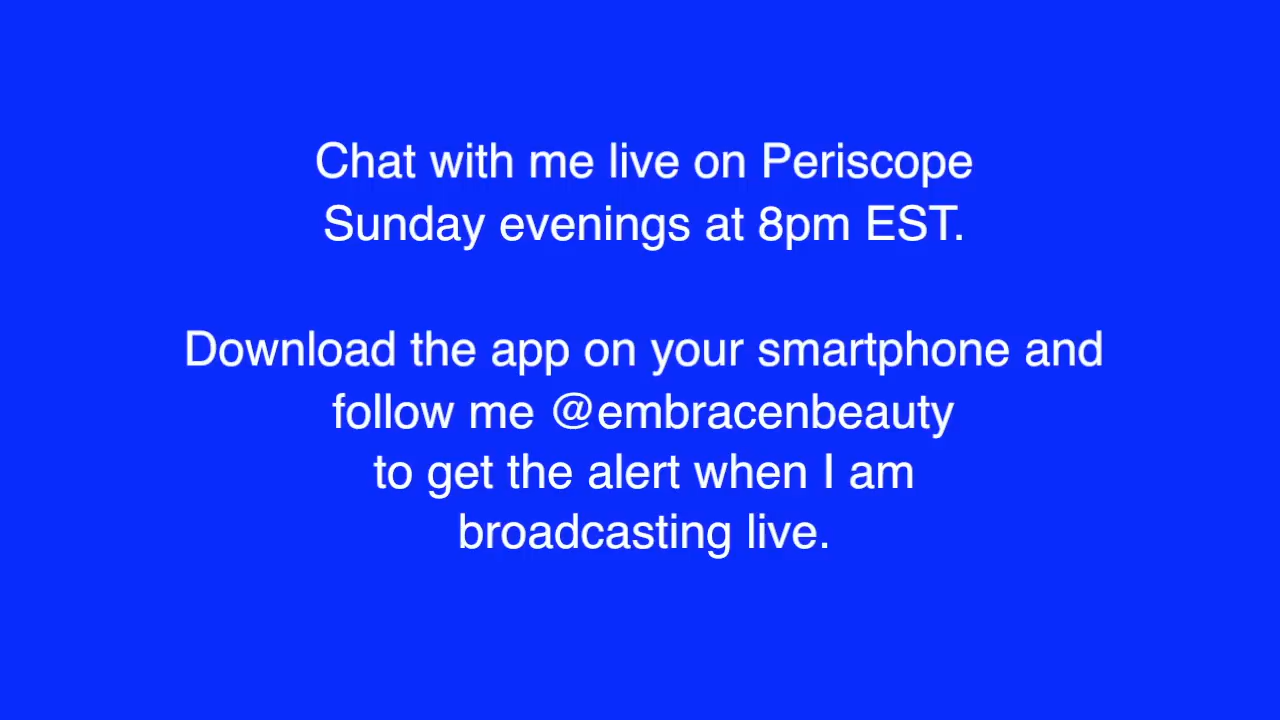 Chat with me live on Periscope
Sunday evenings at 8pm EST.
Download the app on your smartphone and
follow me @embracenbeauty
to get the alert when I am
broadcasting live.